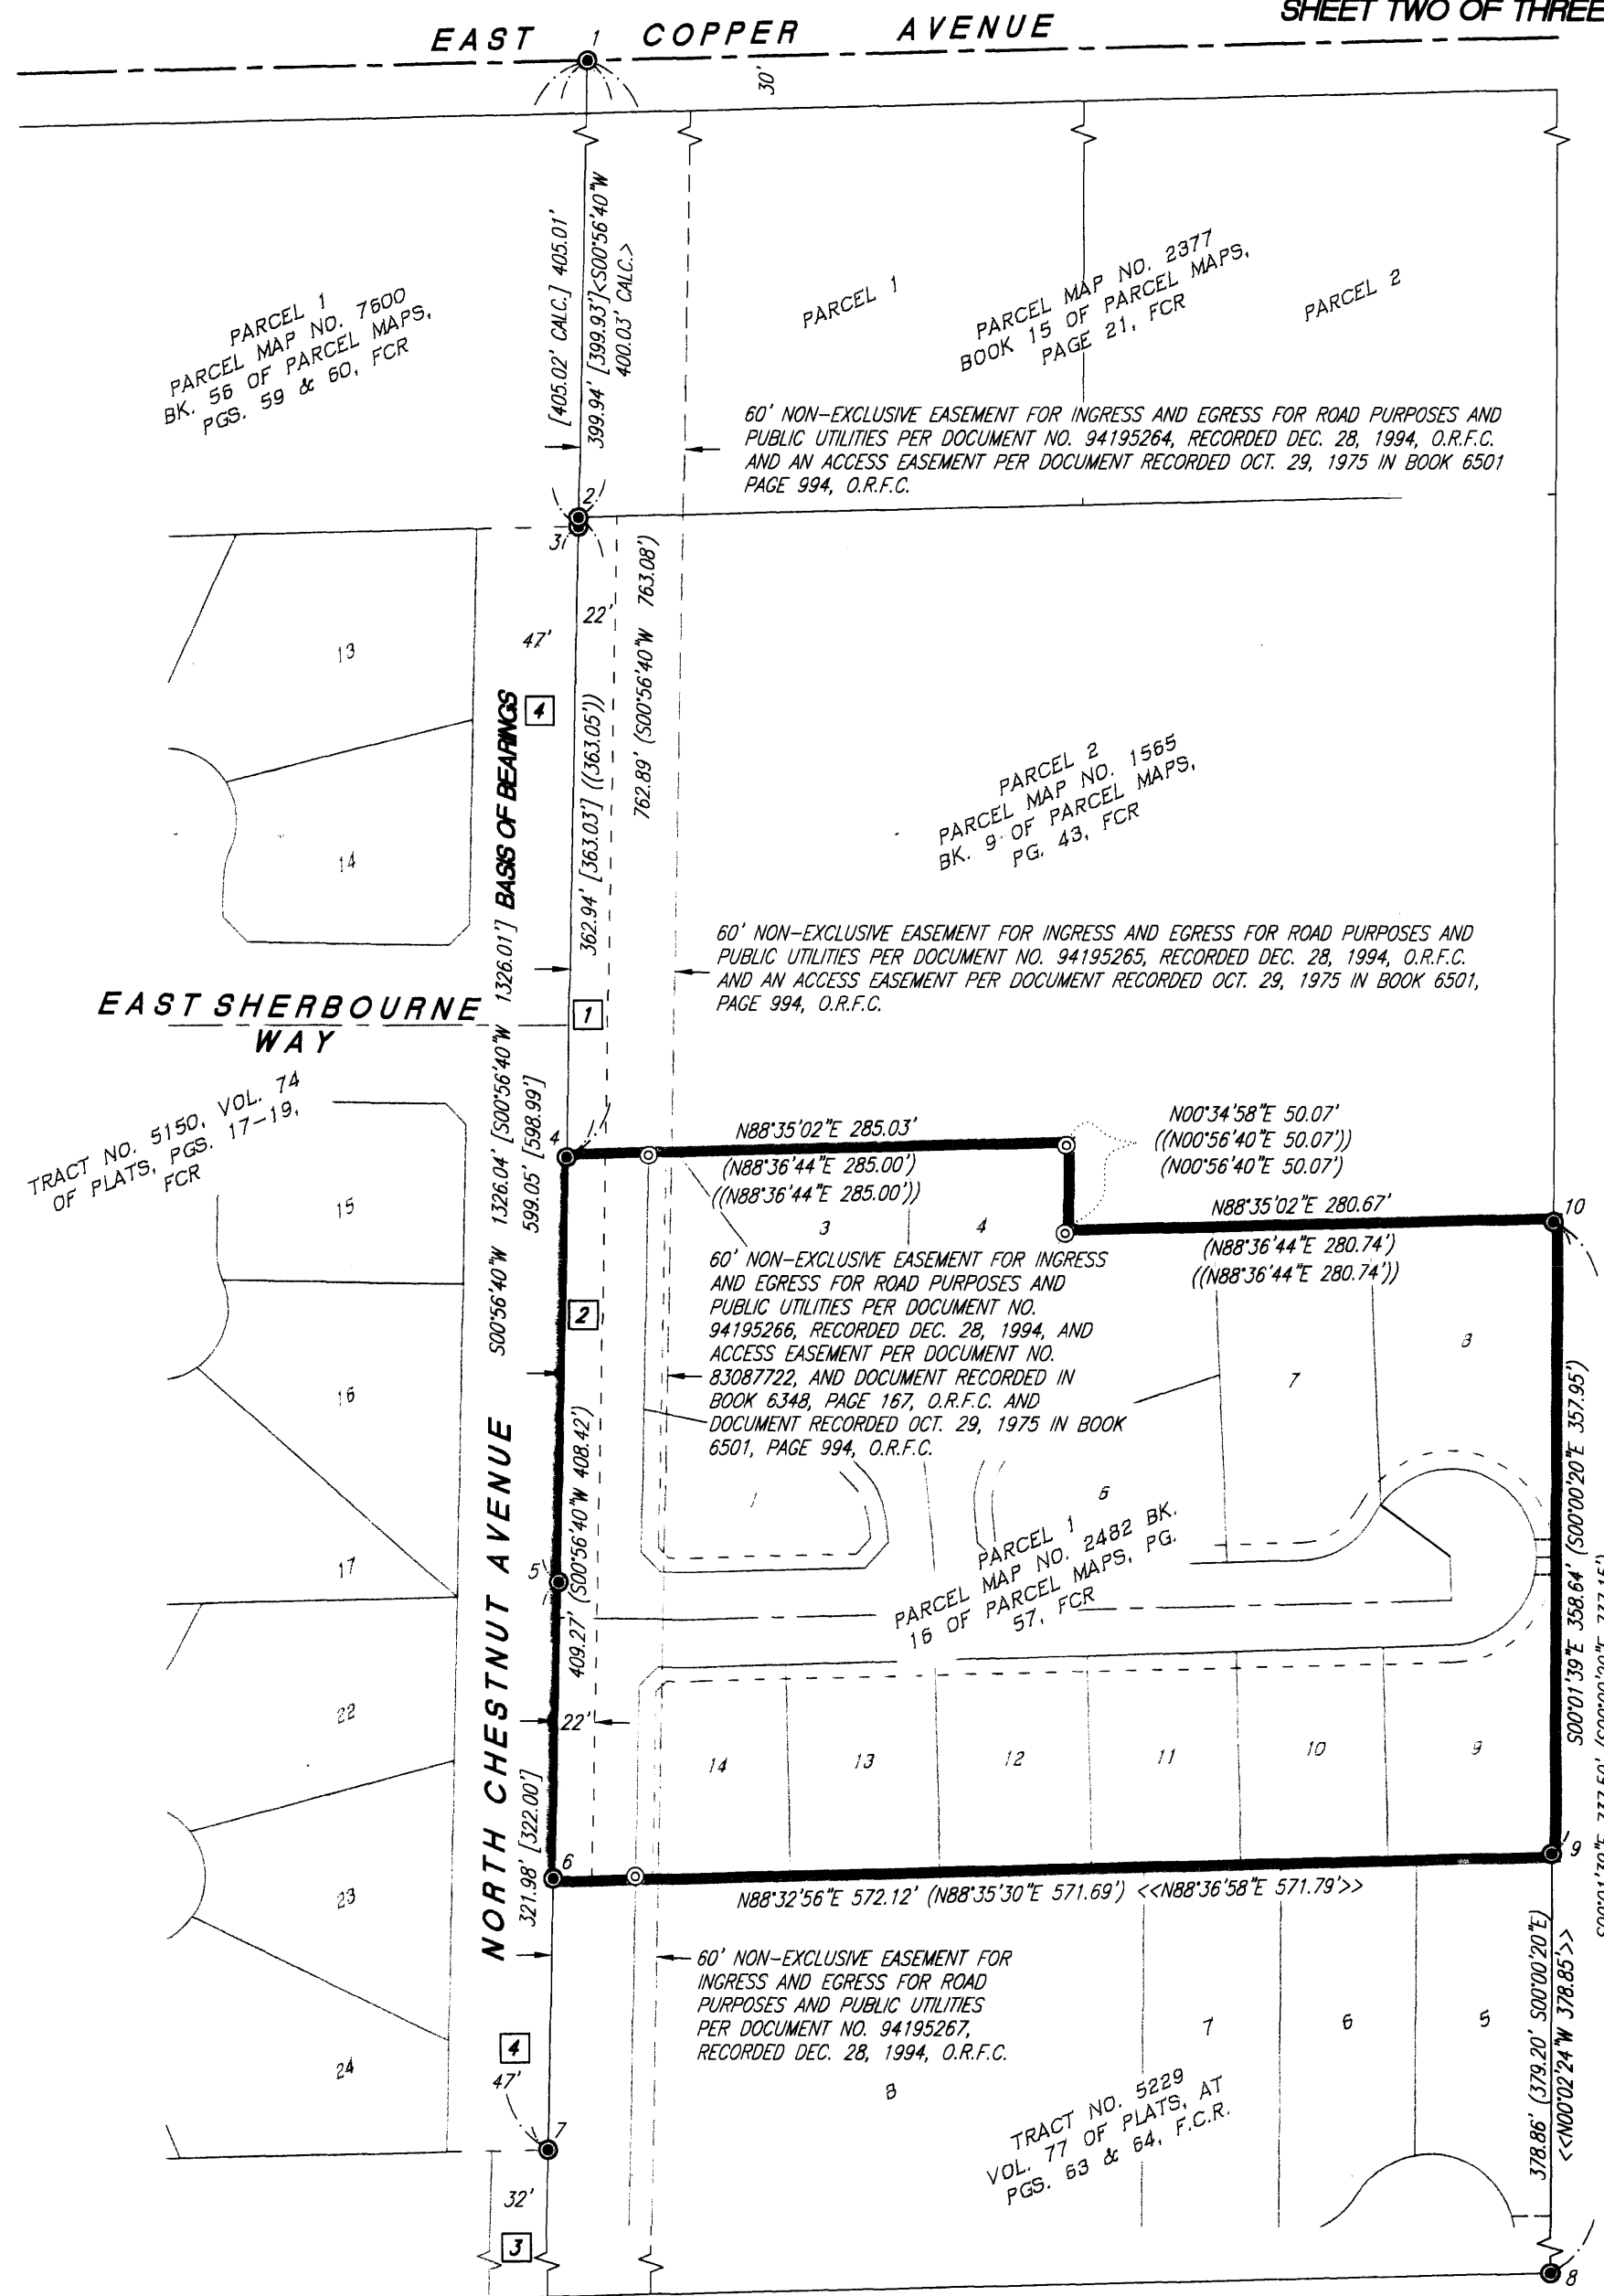 SHEET TWO OF THREE
EAST COPPER AVENUE
1
30'
[405.02' CALC.] 405.01'
399.94' [399.93']<S00°56'40"W
400.03' CALC.>
PARCEL 1
PARCEL MAP NO. 7600
BK. 56 OF PARCEL MAPS,
PGS. 59 & 60, FCR
PARCEL 1
PARCEL MAP NO. 2377
BOOK 15 OF PARCEL MAPS,
PAGE 21, FCR
PARCEL 2
60' NON-EXCLUSIVE EASEMENT FOR INGRESS AND EGRESS FOR ROAD PURPOSES AND
PUBLIC UTILITIES PER DOCUMENT NO. 94195264, RECORDED DEC. 28, 1994, O.R.F.C.
AND AN ACCESS EASEMENT PER DOCUMENT RECORDED OCT. 29, 1975 IN BOOK 6501
PAGE 994, O.R.F.C.
2
3
22'
47'
13
4
14
762.89' (S00°56'40"W 763.08')
362.94' [363.03'] ((363.05'))
S00°56'40"W 1326.04' [S00°56'40"W 1326.01'] BASIS OF BEARINGS
PARCEL 2
PARCEL MAP NO. 1565
BK. 9 OF PARCEL MAPS,
PG. 43, FCR
60' NON-EXCLUSIVE EASEMENT FOR INGRESS AND EGRESS FOR ROAD PURPOSES AND
PUBLIC UTILITIES PER DOCUMENT NO. 94195265, RECORDED DEC. 28, 1994, O.R.F.C.
AND AN ACCESS EASEMENT PER DOCUMENT RECORDED OCT. 29, 1975 IN BOOK 6501,
PAGE 994, O.R.F.C.
EAST SHERBOURNE
WAY
1
599.05' [598.99']
TRACT NO. 5150, VOL. 74
OF PLATS, PGS. 17-19,
FCR
4
N88°35'02"E 285.03'
(N88°36'44"E 285.00')
((N88°36'44"E 285.00'))
N00°34'58"E 50.07'
((N00°56'40"E 50.07'))
(N00°56'40"E 50.07')
N88°35'02"E 280.67'
(N88°36'44"E 280.74')
((N88°36'44"E 280.74'))
10
15
3
4
60' NON-EXCLUSIVE EASEMENT FOR INGRESS
AND EGRESS FOR ROAD PURPOSES AND
PUBLIC UTILITIES PER DOCUMENT NO.
94195266, RECORDED DEC. 28, 1994, AND
ACCESS EASEMENT PER DOCUMENT NO.
83087722, AND DOCUMENT RECORDED IN
BOOK 6348, PAGE 167, O.R.F.C. AND
DOCUMENT RECORDED OCT. 29, 1975 IN BOOK
6501, PAGE 994, O.R.F.C.
2
16
7
8
S00°01'39"E 358.64' (S00°00'20"E 357.95')
409.27' (S00°56'40"W 408.42')
NORTH CHESTNUT AVENUE
1
6
PARCEL 1
PARCEL MAP NO. 2482 BK.
16 OF PARCEL MAPS, PG.
57, FCR
17
5
22
22'
14
13
12
11
10
9
321.98' [322.00']
6
9
N88°32'56"E 572.12' (N88°35'30"E 571.69') <<N88°36'58"E 571.79'>>
23
60' NON-EXCLUSIVE EASEMENT FOR
INGRESS AND EGRESS FOR ROAD
PURPOSES AND PUBLIC UTILITIES
PER DOCUMENT NO. 94195267,
RECORDED DEC. 28, 1994, O.R.F.C.
378.86' (379.20' S00°00'20"E)
<<N00°02'24"W 378.85'>>
8
7
6
5
24
4
47'
7
TRACT NO. 5229
VOL. 77 OF PLATS, AT
PGS. 63 & 64, F.C.R.
32'
3
8